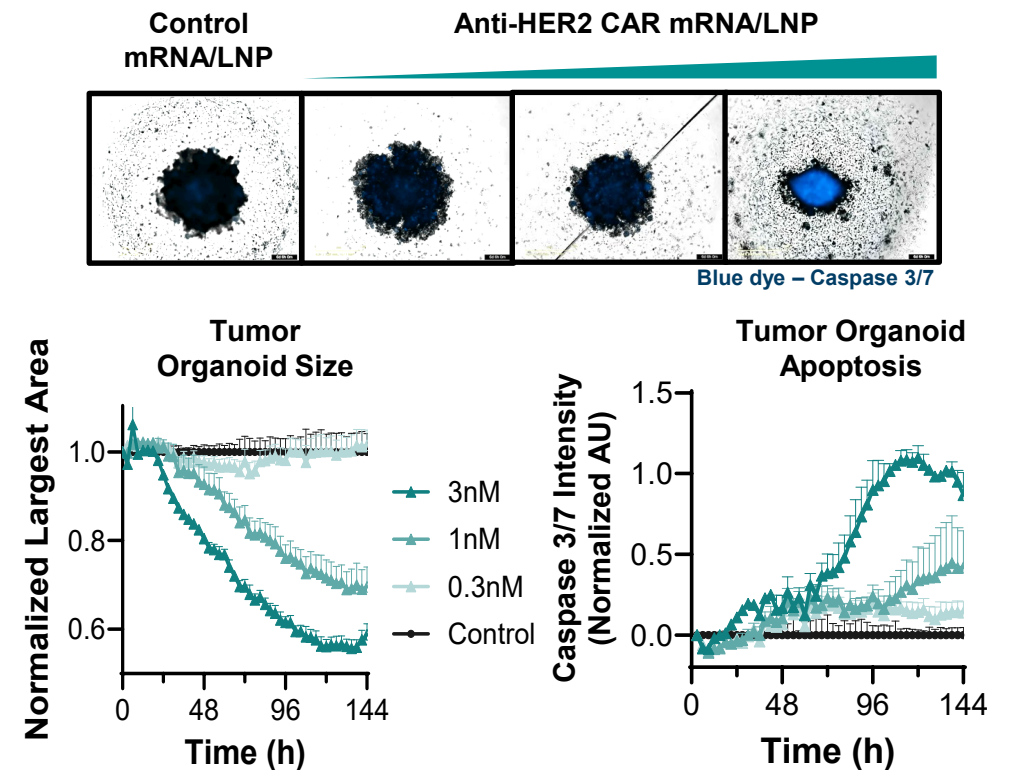 Control
mRNA/LNP
Anti-HER2 CAR mRNA/LNP
Blue dye – Caspase 3/7
Tumor
Organoid Size
Normalized Largest Area
1.0
0.8
0.6
0
48
96
144
Time (h)
3nM
1nM
0.3nM
Control
Tumor Organoid
Apoptosis
Caspase 3/7 Intensity
(Normalized AU)
1.5
1.0
0.5
0.0
0
48
96
144
Time (h)